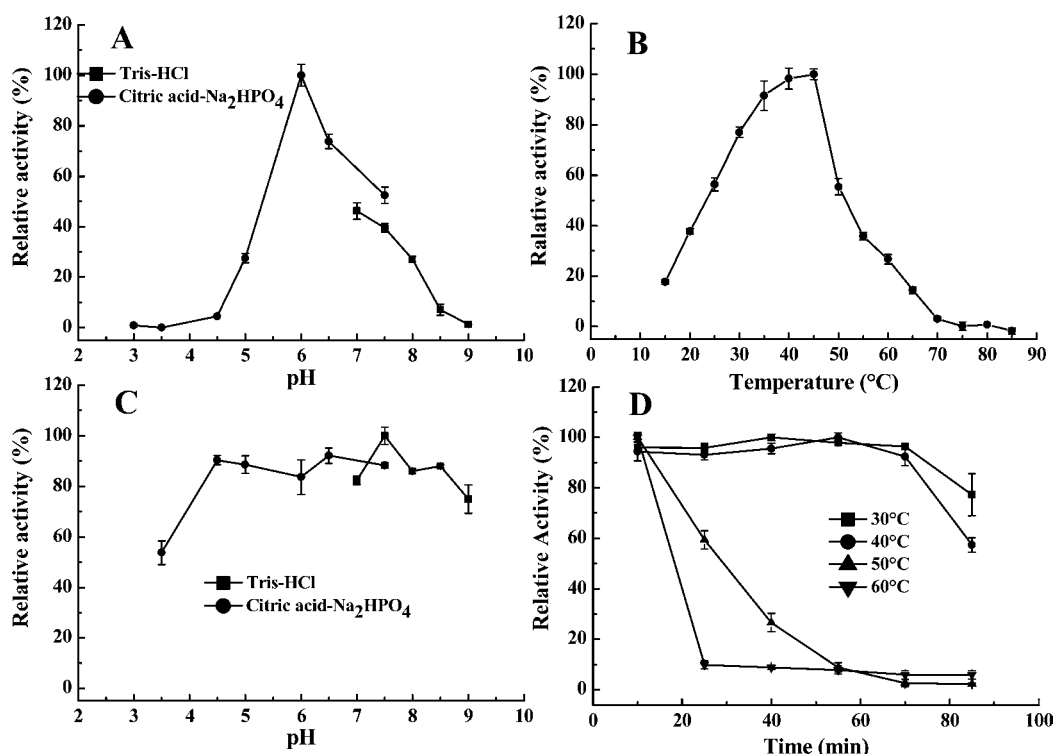 A
Tris-HCl
Citric acid-Na2HPO4
Relative activity (%)
120
100
80
60
40
20
0
2 3 4 5 6 7 8 9 10
pH
B
Ralative activity (%)
120
100
80
60
40
20
0
0 10 20 30 40 50 60 70 80 90
Temperature (°C)
C
Tris-HCl
Citric acid-Na2HPO4
Relative activity (%)
120
100
80
60
40
20
0
2 3 4 5 6 7 8 9 10
pH
D
30°C
40°C
50°C
60°C
Relative Activity (%)
120
100
80
60
40
20
0
0 20 40 60 80 100
Time (min)